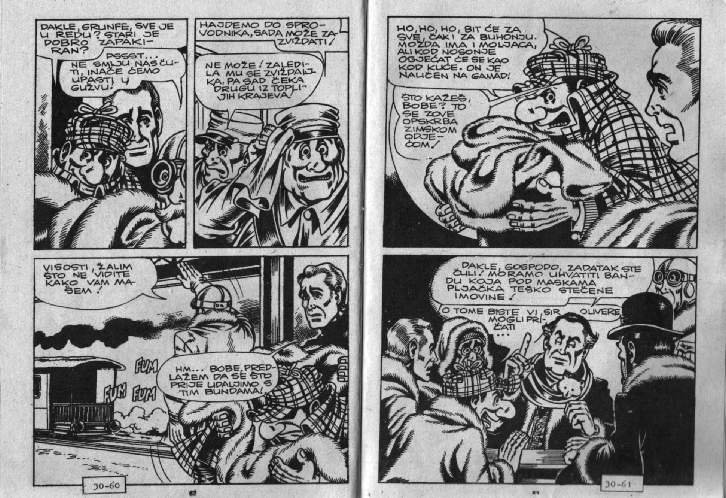 DAKLE, GRUNFE, SVE JE
U REDU? STARI JE
DOBRO ZAPAKI-
RAN?
PSSST...
NE SMIJU NAS ČU-
TI, INAČE ĆEMO
UPASTI U
GUŽVU!
HAJDEMO DO SPRO-
VODNIKA, SADA MOŽE ZA-
ZVIŽDATI!
NE MOŽE! ZALEDI-
LA MU SE ZVIŽDALJ-
KA, PA SAD ČEKA
DRUGU IZ TOPLI-
JIH KRAJEVA!
VISOSTI, ŽALIM
ŠTO NE VIDITE
KAKO VAM MA-
ŠEM!
FUM
FUM
FUM
HM... BOBE, PRED-
LAŽEM DA SE ŠTO
PRIJE UDALJIMO S
TIM BUNDAMA!
30-60
HO, HO, HO, BIT ĆE ZA
SVE, ČAK I ZA BUHONJU.
MOŽDA IMA I MOLJACA,
ALI KOD NOSONJE
OSJEĆAT ĆE SE KAO
KOD KUĆE. ON JE
NAUČEN NA GAMAD!
ŠTO KAŽEŠ,
BOBE? TO
SE ZOVE
OPSKRBA
ZIMSKOM
ODJE-
ĆOM!
DAKLE, GOSPODO, ZADATAK STE
ČULI! MORAMO UHVATITI BAN-
DU KOJA POD MASKAMA
PLJAČKA TEŠKO STEČENE
IMOVINE!
O TOME BISTE VI, SIR OLIVERE,
MOGLI PRI-
ČATI
...
30-61